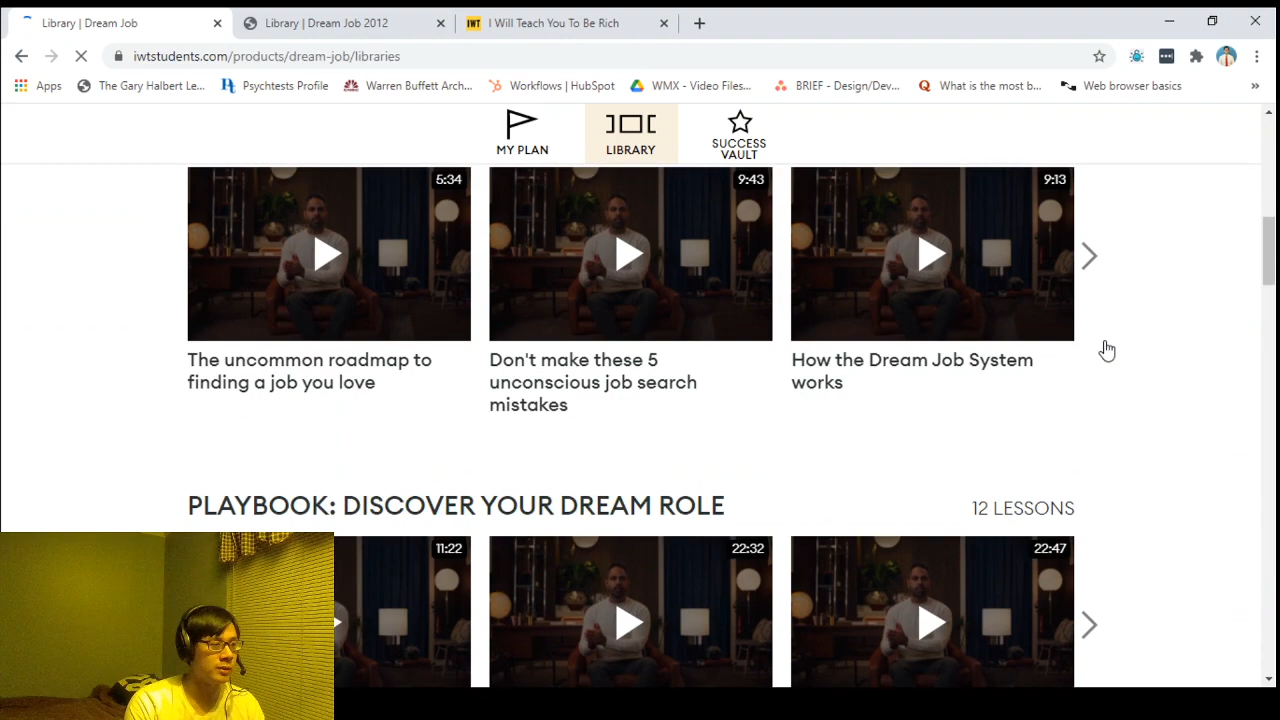 Library | Dream Job
Library | Dream Job 2012
IWT I Will Teach You To Be Rich
iwtstudents.com/products/dream-job/libraries
Apps
The Gary Halbert Le...
Psychtests Profile
Warren Buffett Arch...
Workflows | HubSpot
WMX - Video Files...
BRIEF - Design/Dev...
What is the most b...
Web browser basics
MY PLAN
LIBRARY
SUCCESS
VAULT
5:34
9:43
9:13
The uncommon roadmap to
finding a job you love
Don't make these 5
unconscious job search
mistakes
How the Dream Job System
works
PLAYBOOK: DISCOVER YOUR DREAM ROLE
12 LESSONS
11:22
22:32
22:47